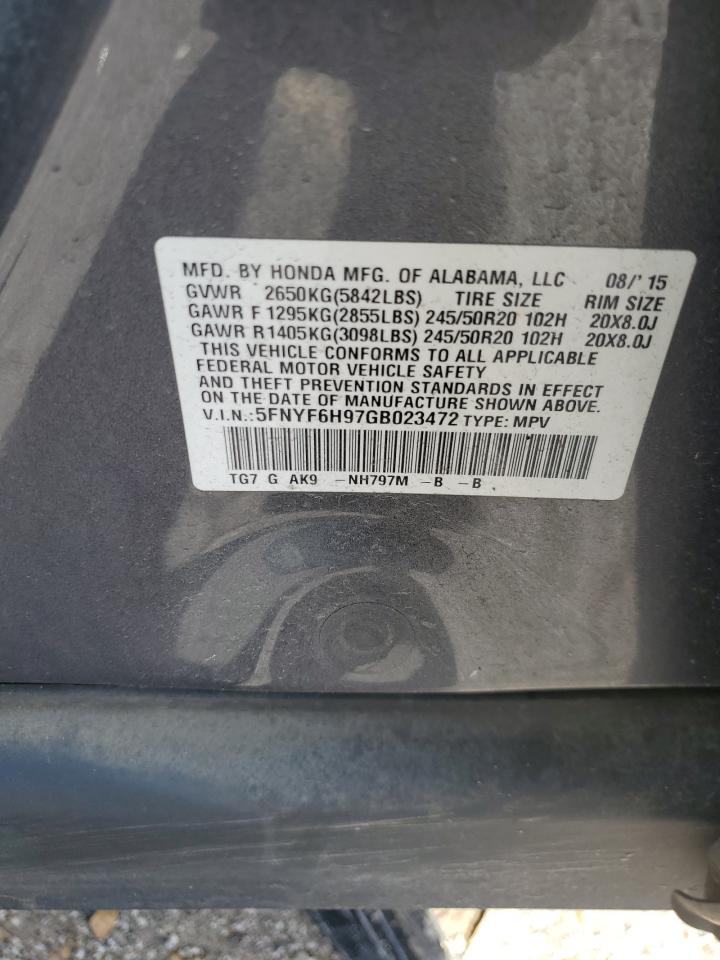 MFD. BY HONDA MFG. OF ALABAMA, LLC 08/'15
GVWR 2650KG(5842LBS) TIRE SIZE RIM SIZE
GAWR F 1295KG(2855LBS) 245/50R20 102H 20X8.0J
GAWR R 1405KG(3098LBS) 245/50R20 102H 20X8.0J
THIS VEHICLE CONFORMS TO ALL APPLICABLE
FEDERAL MOTOR VEHICLE SAFETY
AND THEFT PREVENTION STANDARDS IN EFFECT
ON THE DATE OF MANUFACTURE SHOWN ABOVE.
V.I.N.:5FNYF6H97GB023472 TYPE: MPV
TG7 G AK9 -NH797M -B -B